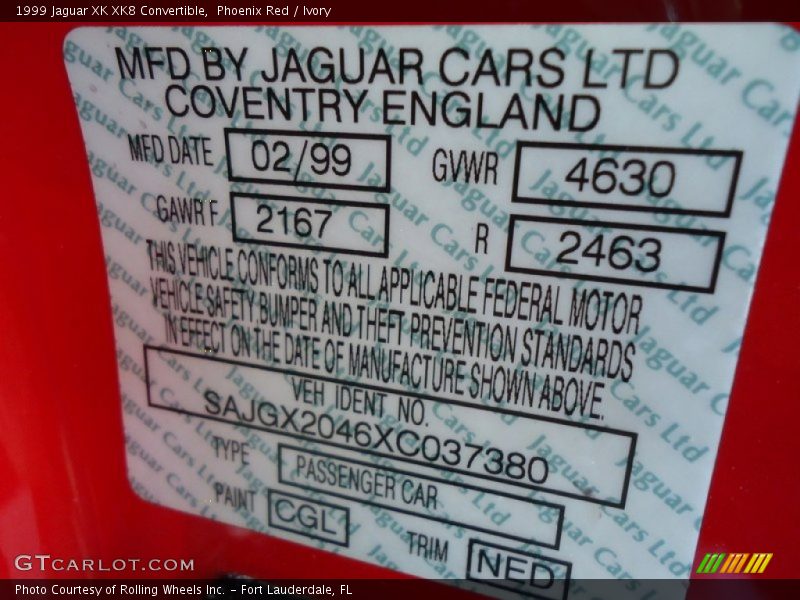 1999 Jaguar XK XK8 Convertible,  Phoenix Red / Ivory
MFD BY JAGUAR CARS LTD
COVENTRY ENGLAND
MFD DATE 02/99 GVWR 4630
GAWR F 2167 R 2463
THIS VEHICLE CONFORMS TO ALL APPLICABLE FEDERAL MOTOR
VEHICLE SAFETY BUMPER AND THEFT PREVENTION STANDARDS
IN EFFECT ON THE DATE OF MANUFACTURE SHOWN ABOVE.
VEH IDENT NO.
SAJGX2046XC037380
TYPE PASSENGER CAR
PAINT CGL TRIM NED
GTCARLOT.COM
Photo Courtesy of Rolling Wheels Inc. – Fort Lauderdale, FL